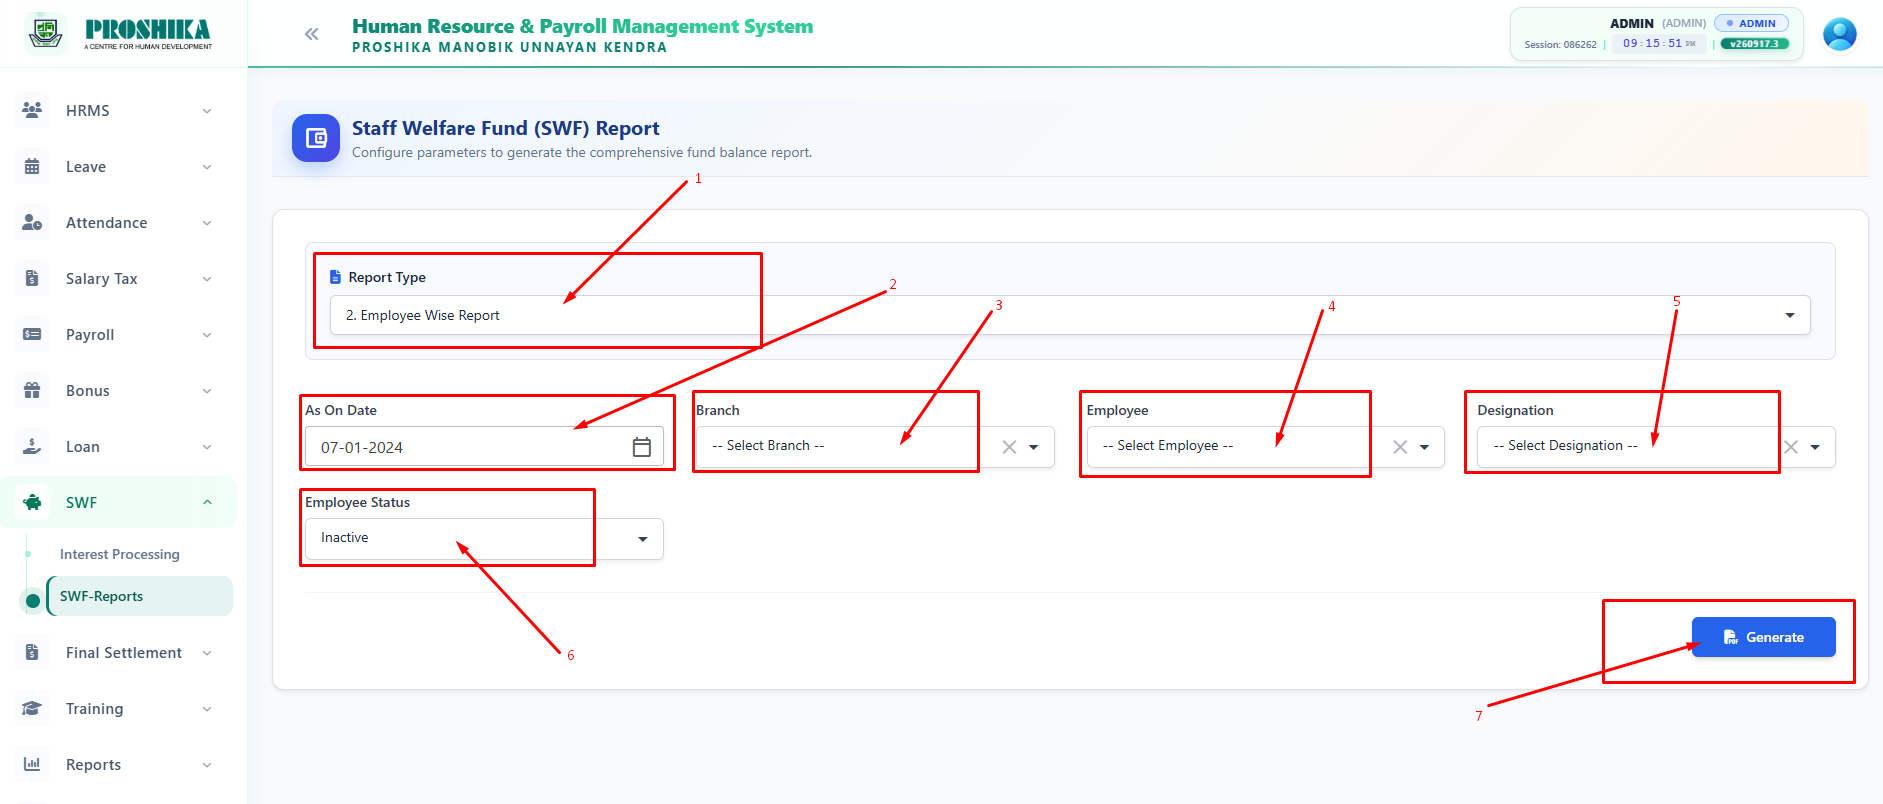 PROSHIKA
A CENTRE FOR HUMAN DEVELOPMENT
Human Resource & Payroll Management System
PROSHIKA MANOBIK UNNAYAN KENDRA
ADMIN (ADMIN) ADMIN
Session: 086262 | 09:15:51 PM | v260917.3
HRMS
Leave
Attendance
Salary Tax
Payroll
Bonus
Loan
SWF
Interest Processing
SWF-Reports
Final Settlement
Training
Reports
Staff Welfare Fund (SWF) Report
Configure parameters to generate the comprehensive fund balance report.
1
Report Type
2. Employee Wise Report
2
3
4
5
As On Date
07-01-2024
Branch
-- Select Branch --
Employee
-- Select Employee --
Designation
-- Select Designation --
Employee Status
Inactive
6
Generate
7